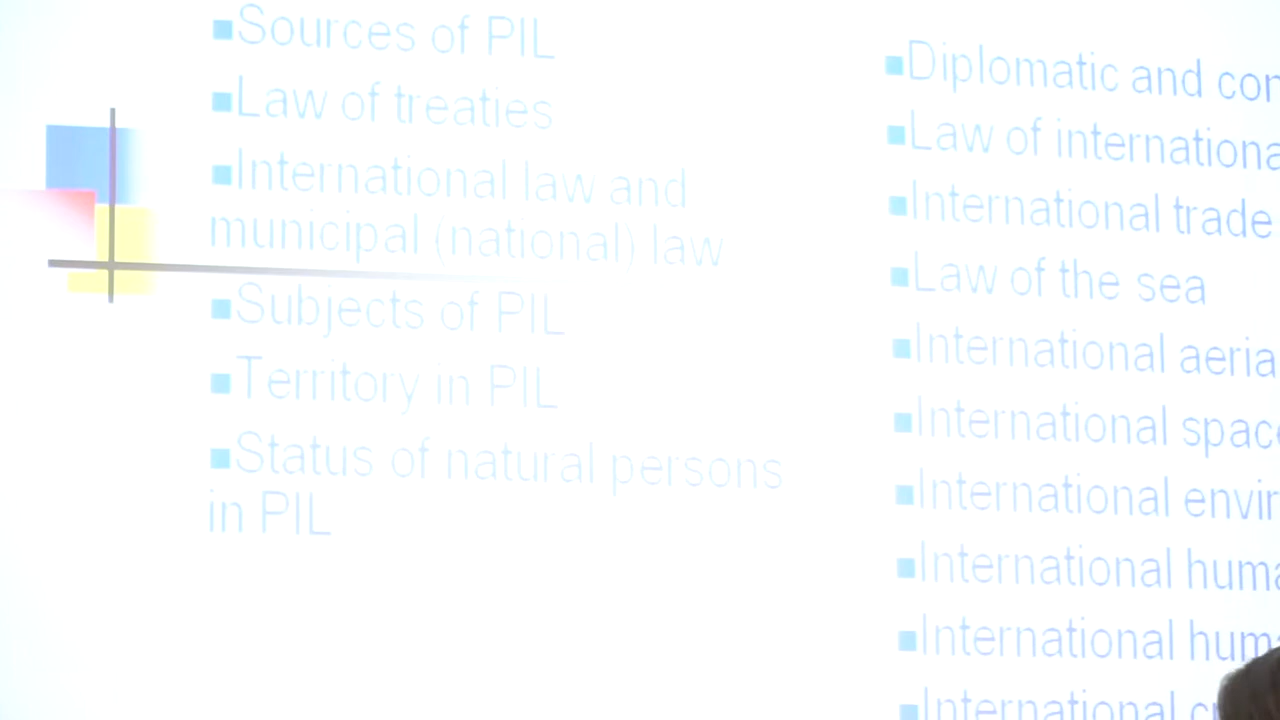 ■Sources of PIL
■Law of treaties
■International law and
municipal (national) law
■Subjects of PIL
■Territory in PIL
■Status of natural persons
in PIL
■Diplomatic and
■Law of
■International trade
■Law of the sea
■International
■International
■International
■International
■International
■International